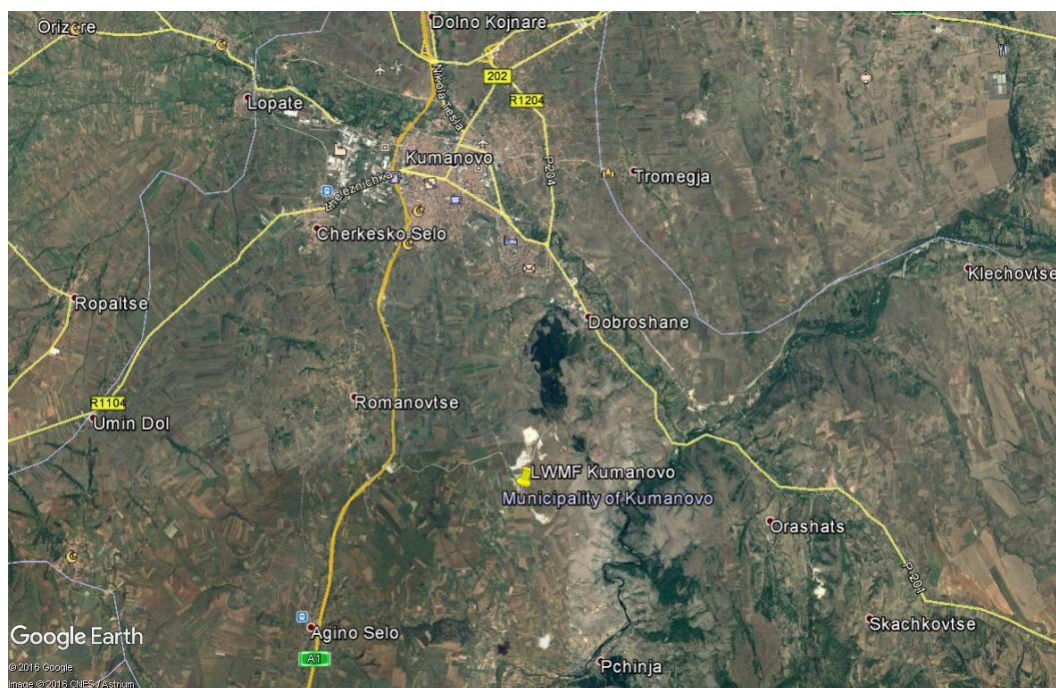 Dolno Kojnare
Orizare
202
Nikola Tesla
R1204
Lopate
Kumanovo
P204
Tromegja
Zheleznichka
Cherkesko Selo
Klechovtse
Ropaltse
Dobroshane
Romanovtse
R1104
Umin Dol
LWMF Kumanovo
Municipality of Kumanovo
Orashats
P 201
Skachkovtse
Agino Selo
A1
Pchinja
Google Earth
© 2016 Google
Image © 2016 CNES / Astrium